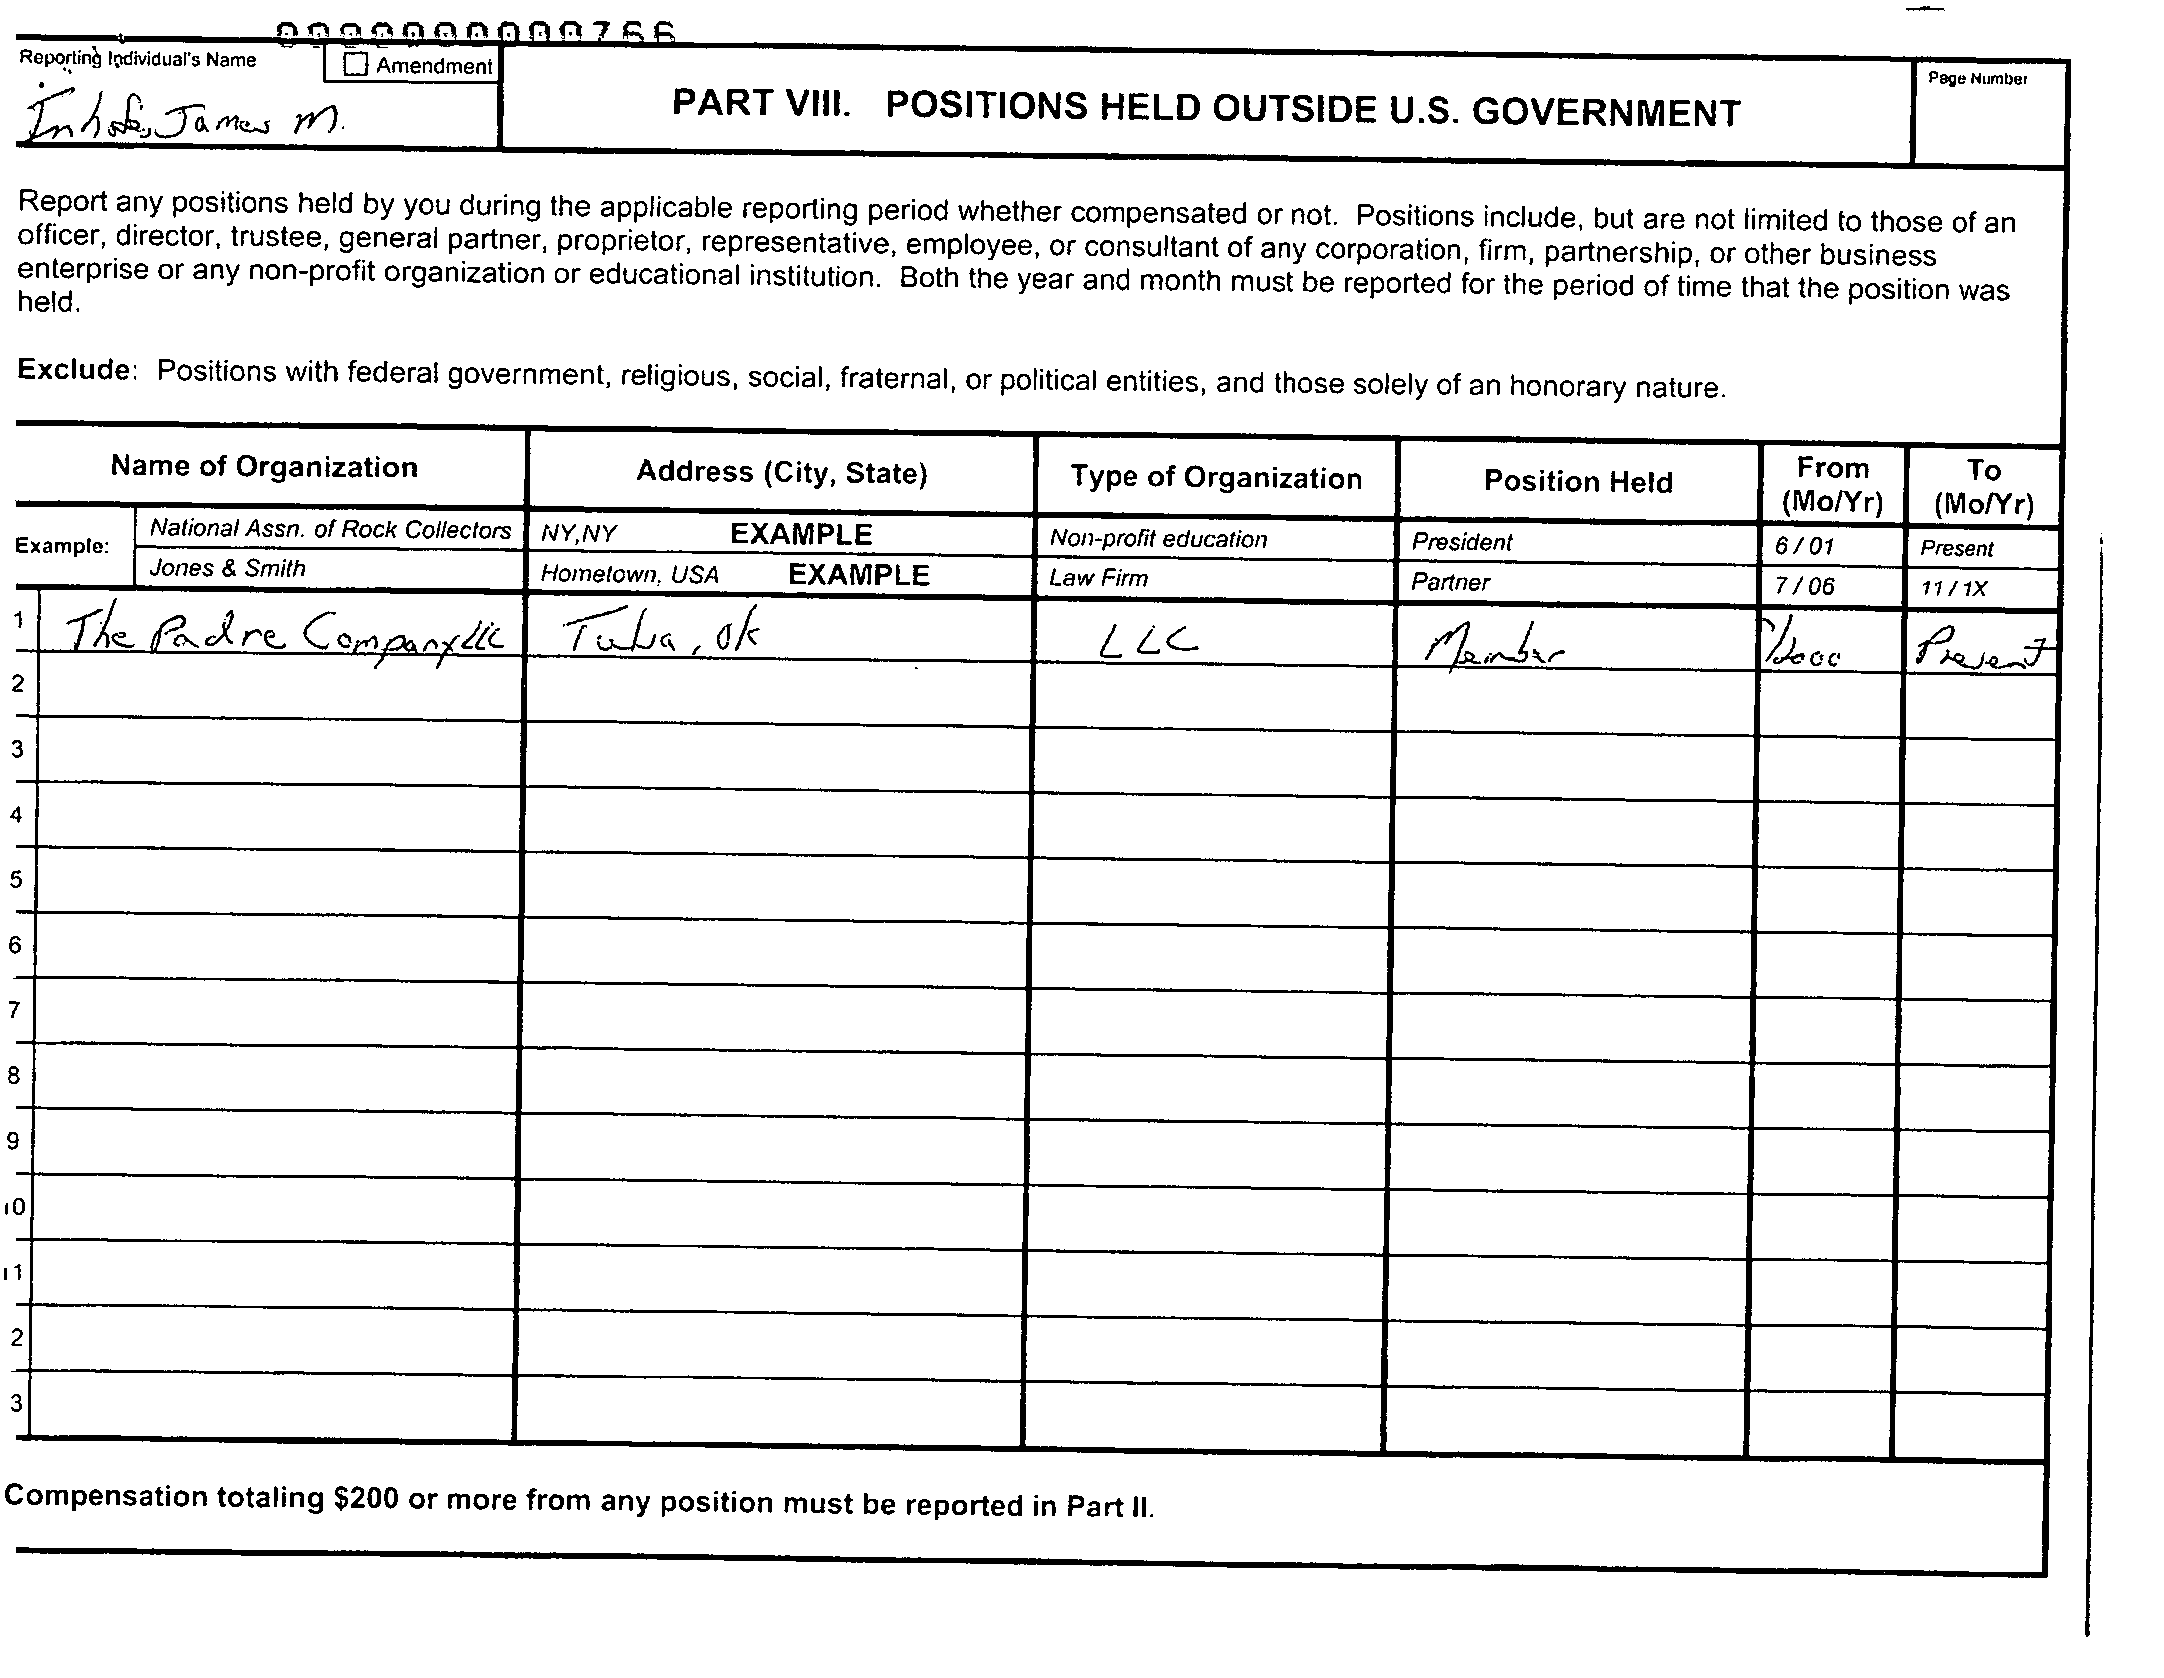 000000000766
Reporting Individual's Name
Amendment
Inhofe, James M.
PART VIII. POSITIONS HELD OUTSIDE U.S. GOVERNMENT
Page Number
Report any positions held by you during the applicable reporting period whether compensated or not. Positions include, but are not limited to those of an
officer, director, trustee, general partner, proprietor, representative, employee, or consultant of any corporation, firm, partnership, or other business
enterprise or any non-profit organization or educational institution. Both the year and month must be reported for the period of time that the position was
held.
Exclude: Positions with federal government, religious, social, fraternal, or political entities, and those solely of an honorary nature.
Name of Organization Address (City, State) Type of Organization Position Held From (Mo/Yr) To (Mo/Yr)
Example:
National Assn. of Rock Collectors NY,NY EXAMPLE Non-profit education President 6 / 01 Present
Jones & Smith Hometown, USA EXAMPLE Law Firm Partner 7 / 06 11 / 1X
1 The Padre Company LLC Tulsa, Ok LLC Member /2000 Present
2
3
4
5
6
7
8
9
10
11
2
3
Compensation totaling $200 or more from any position must be reported in Part II.